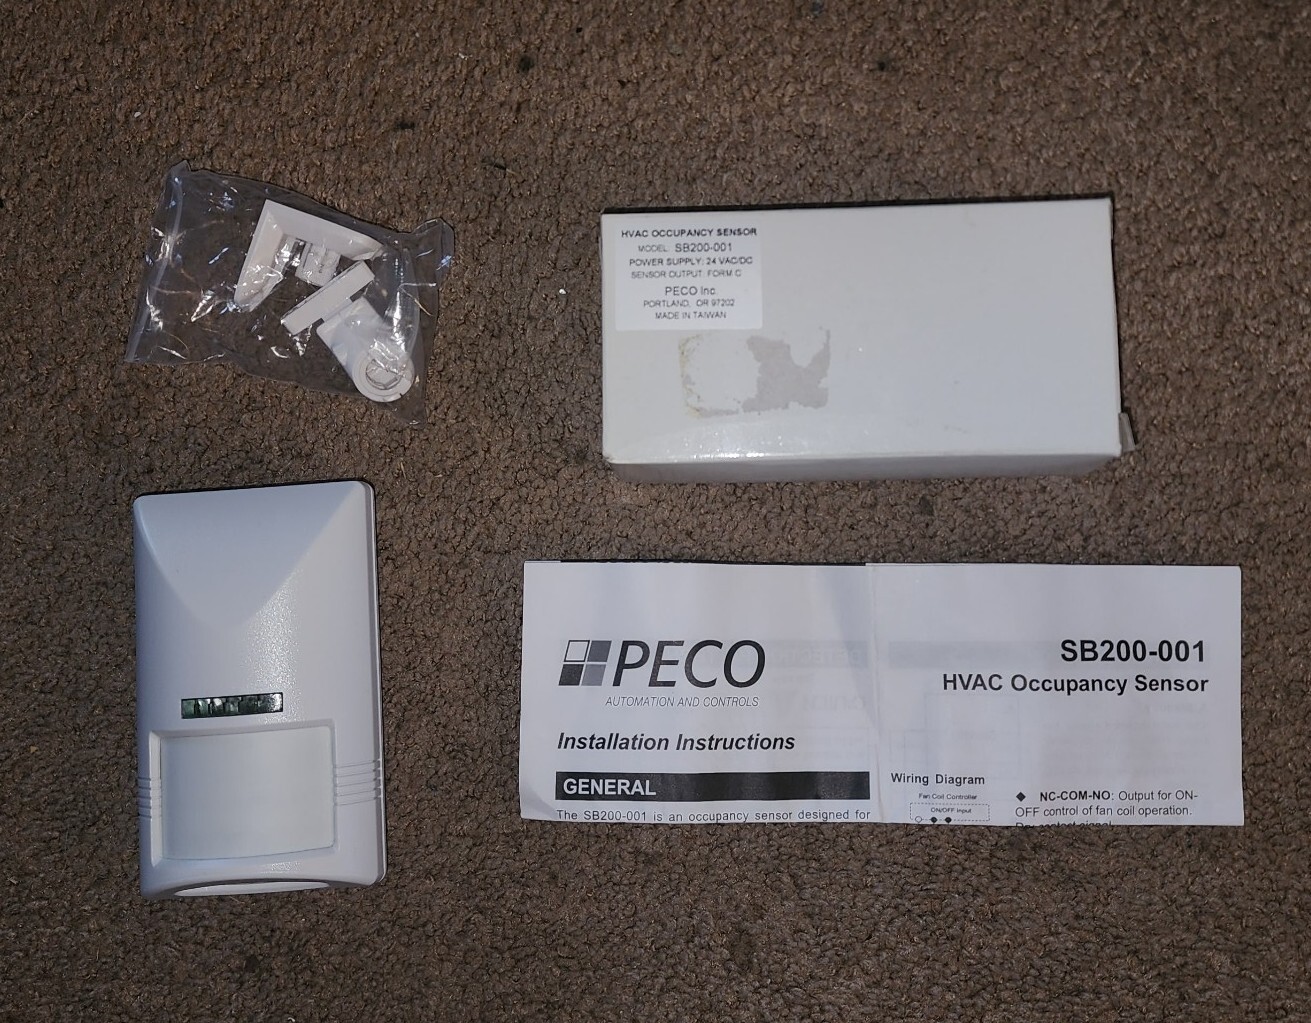 HVAC OCCUPANCY SENSOR
MODEL: SB200-001
POWER SUPPLY: 24 VAC/DC
SENSOR OUTPUT: FORM C
PECO Inc.
PORTLAND, OR 97202
MADE IN TAIWAN
PECO
AUTOMATION AND CONTROLS
Installation Instructions
GENERAL
The SB200-001 is an occupancy sensor designed for
SB200-001
HVAC Occupancy Sensor
Wiring Diagram
Fan Coil Controller
ON/OFF Input
◆ NC-COM-NO: Output for ON-
OFF control of fan coil operation.